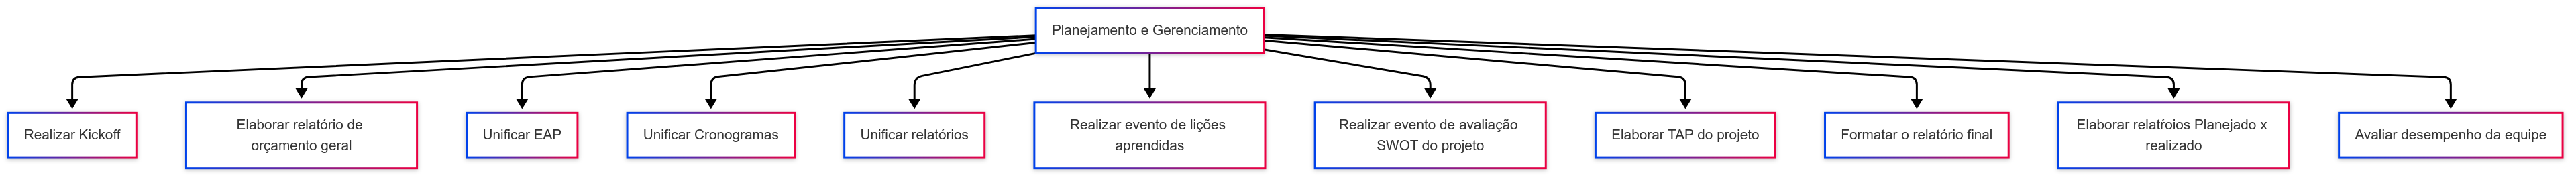 Planejamento e Gerenciamento
Realizar Kickoff
Elaborar relatório de
orçamento geral
Unificar EAP
Unificar Cronogramas
Unificar relatórios
Realizar evento de lições
aprendidas
Realizar evento de avaliação
SWOT do projeto
Elaborar TAP do projeto
Formatar o relatório final
Elaborar relatŕoios Planejado x
realizado
Avaliar desempenho da equipe